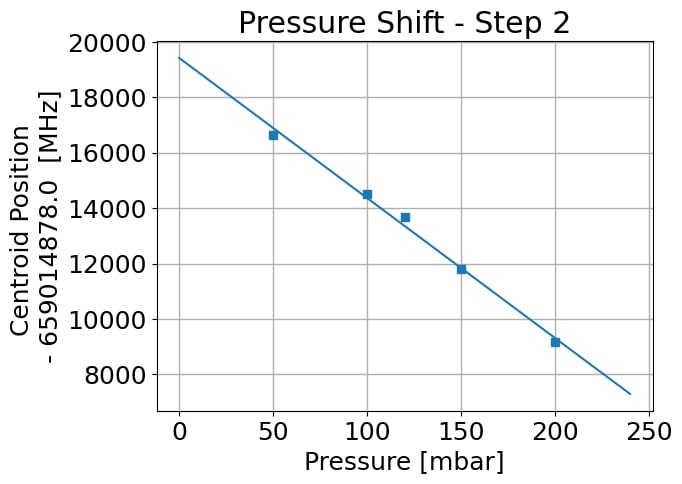 Pressure Shift - Step 2
20000
18000
16000
14000
12000
10000
8000
Centroid Position
- 659014878.0 [MHz]
0 50 100 150 200 250
Pressure [mbar]